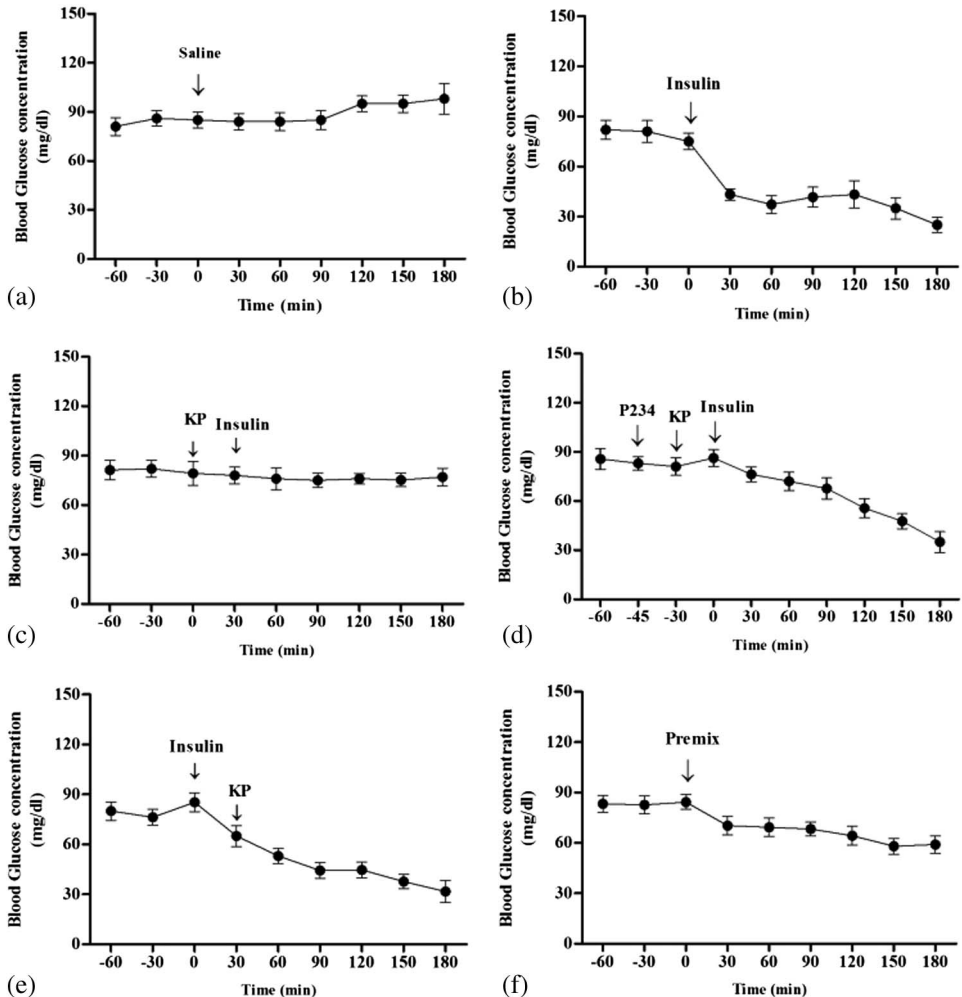 150
120
90
60
30
0
Blood Glucose concentration
(mg/dl)
Saline
-60 -30 0 30 60 90 120 150 180
Time (min)
(a)
150
120
90
60
30
0
Blood Glucose concentration
(mg/dl)
Insulin
-60 -30 0 30 60 90 120 150 180
Time (min)
(b)
150
120
90
60
30
0
Blood Glucose concentration
(mg/dl)
KP Insulin
-60 -30 0 30 60 90 120 150 180
Time (min)
(c)
150
120
90
60
30
0
Blood Glucose concentration
(mg/dl)
P234 KP Insulin
-60 -45 -30 0 30 60 90 120 150 180
Time (min)
(d)
150
120
90
60
30
0
Blood Glucose concentration
(mg/dl)
Insulin
KP
-60 -30 0 30 60 90 120 150 180
Time (min)
(e)
150
120
90
60
30
0
Blood Glucose concentration
(mg/dl)
Premix
-60 -30 0 30 60 90 120 150 180
Time (min)
(f)